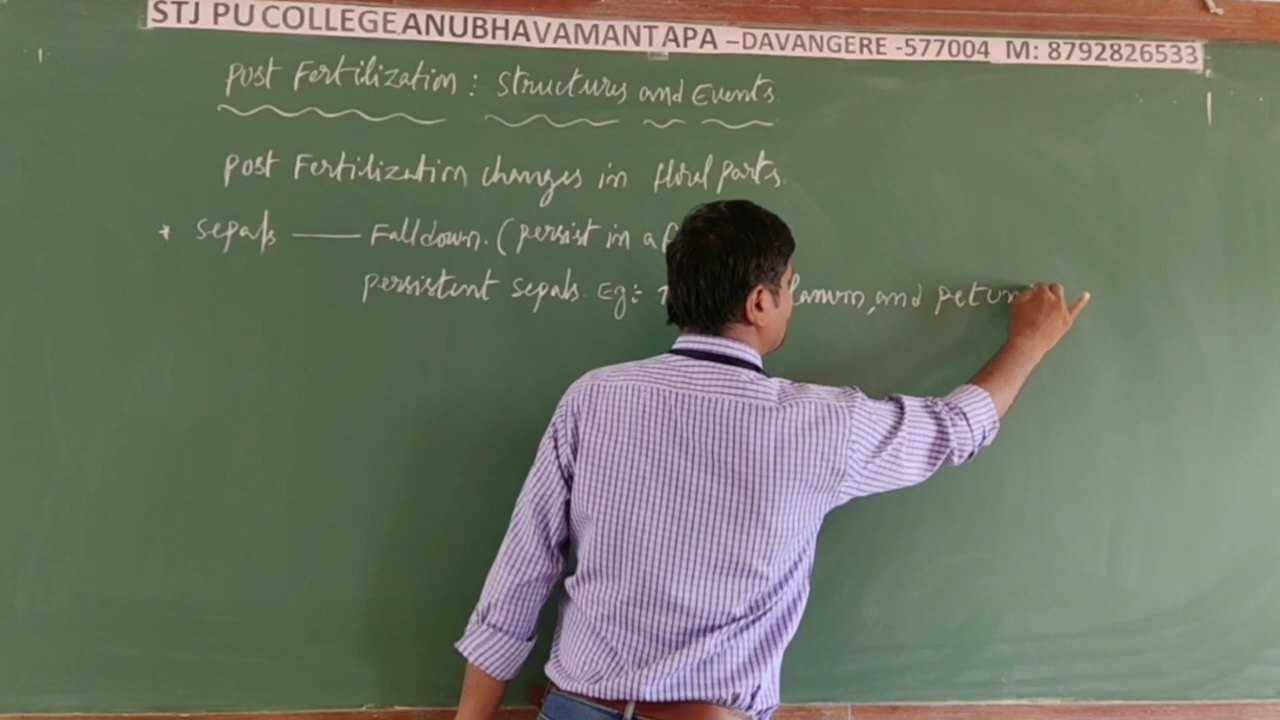 STJ PU COLLEGE ANUBHAVAMANTAPA –DAVANGERE -577004 M: 8792826533
Post Fertilization : Structures and Events
Post Fertilization changes in floral parts
* Sepals — Falldown. (persist in a f
persistent sepals. Eg:- lanum, and petun